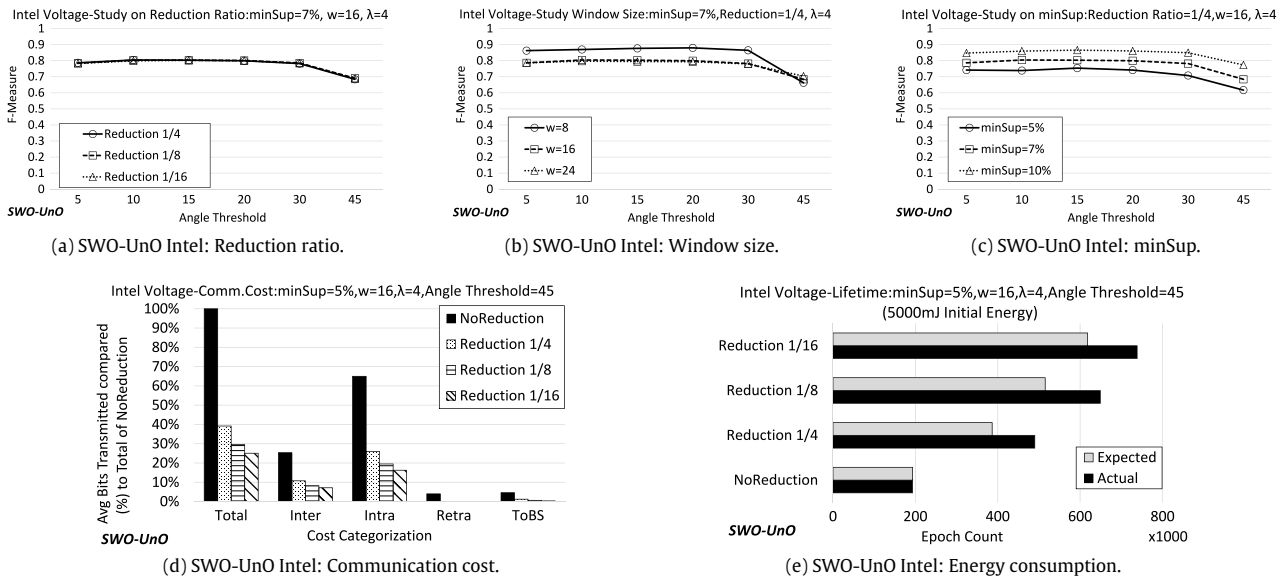 Intel Voltage-Study on Reduction Ratio:minSup=7%, w=16, λ=4
F-Measure
1
0.9
0.8
0.7
0.6
0.5
0.4
0.3
0.2
0.1
0
Reduction 1/4
Reduction 1/8
Reduction 1/16
5 10 15 20 30 45
SWO-UnO
Angle Threshold
(a) SWO-UnO Intel: Reduction ratio.
Intel Voltage-Study Window Size:minSup=7%,Reduction=1/4, λ=4
F-Measure
1
0.9
0.8
0.7
0.6
0.5
0.4
0.3
0.2
0.1
0
w=8
w=16
w=24
5 10 15 20 30 45
SWO-UnO
Angle Threshold
(b) SWO-UnO Intel: Window size.
Intel Voltage-Study on minSup:Reduction Ratio=1/4,w=16, λ=4
F-Measure
1
0.9
0.8
0.7
0.6
0.5
0.4
0.3
0.2
0.1
0
minSup=5%
minSup=7%
minSup=10%
5 10 15 20 30 45
SWO-UnO
Angle Threshold
(c) SWO-UnO Intel: minSup.
Intel Voltage-Comm.Cost:minSup=5%,w=16,λ=4,Angle Threshold=45
Avg Bits Transmitted compared
(%) to Total of NoReduction
100%
90%
80%
70%
60%
50%
40%
30%
20%
10%
0%
NoReduction
Reduction 1/4
Reduction 1/8
Reduction 1/16
Total Inter Intra Retra ToBS
SWO-UnO
Cost Categorization
(d) SWO-UnO Intel: Communication cost.
Intel Voltage-Lifetime:minSup=5%,w=16,λ=4,Angle Threshold=45
(5000mJ Initial Energy)
Reduction 1/16
Reduction 1/8
Reduction 1/4
NoReduction
Expected
Actual
0 200 400 600 800
x1000
SWO-UnO
Epoch Count
(e) SWO-UnO Intel: Energy consumption.